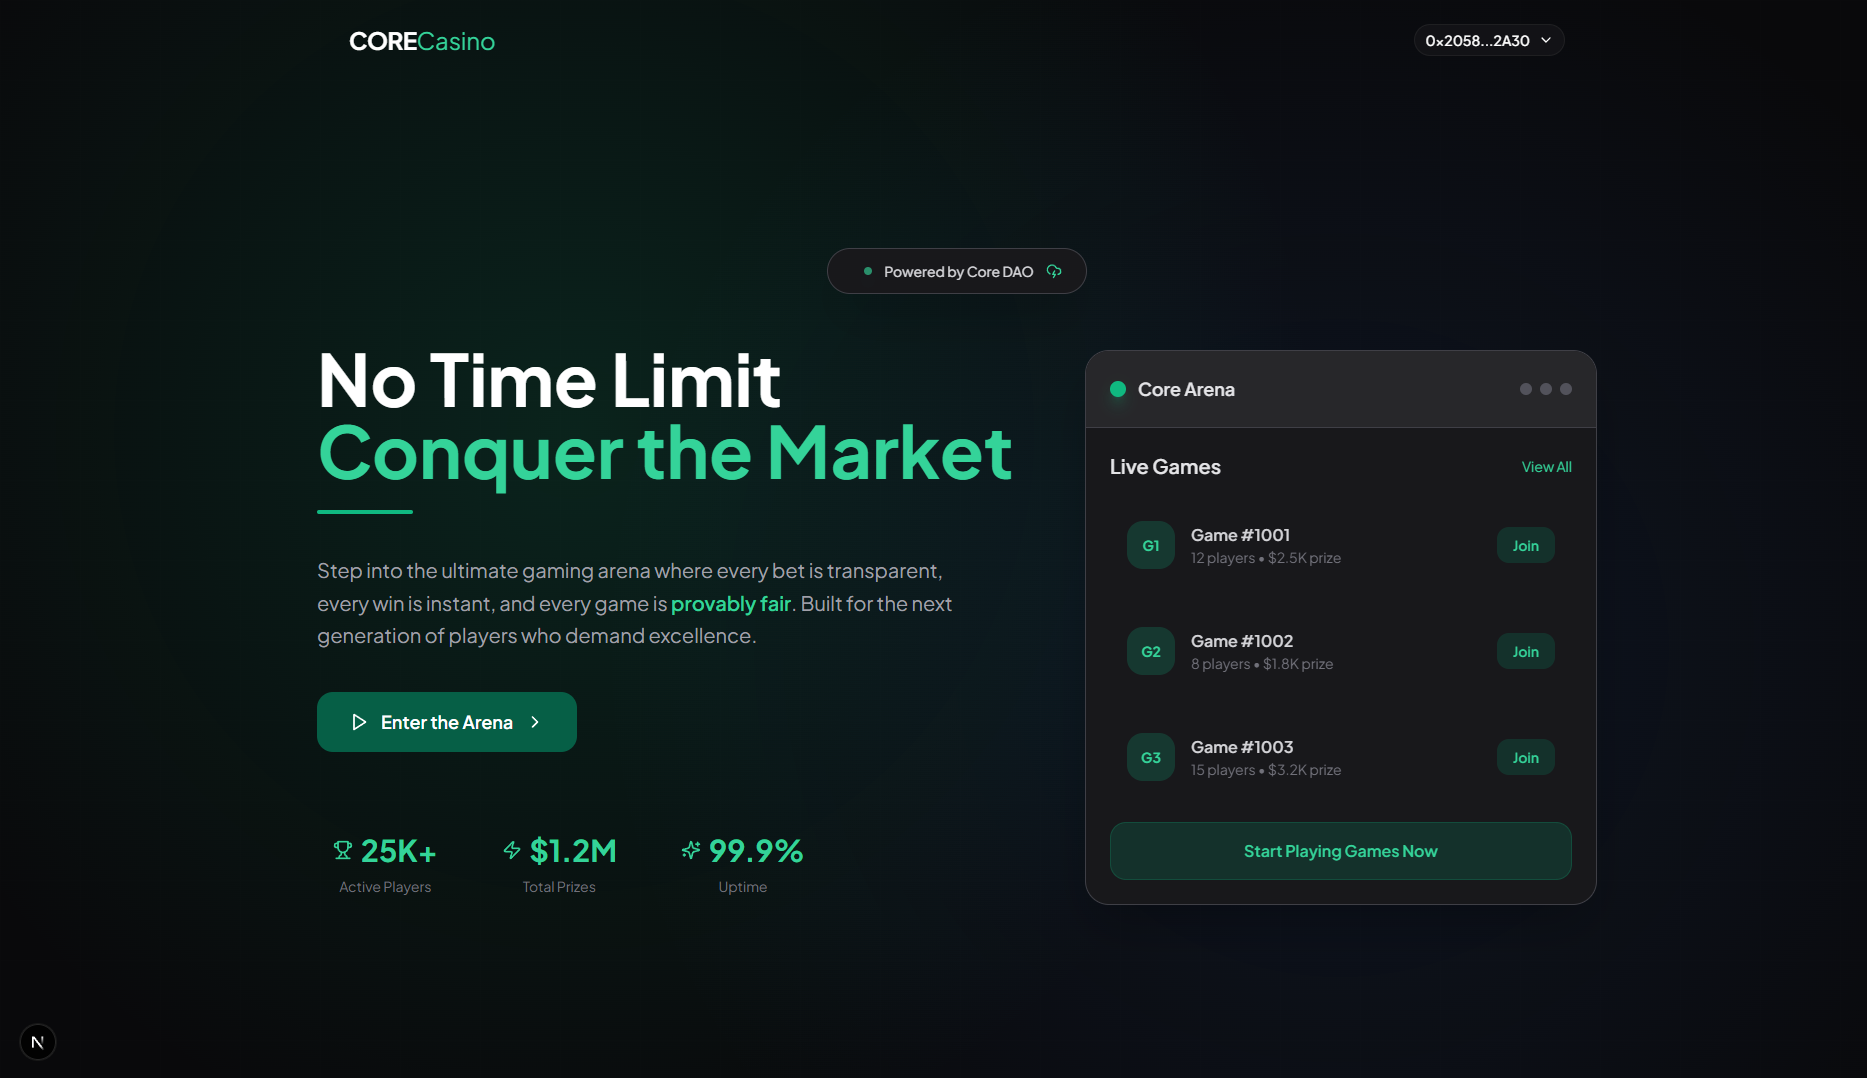 CORECasino
0x2058...2A30
Powered by Core DAO
No Time Limit
Conquer the Market
Step into the ultimate gaming arena where every bet is transparent,
every win is instant, and every game is provably fair. Built for the next
generation of players who demand excellence.
Enter the Arena
25K+
Active Players
$1.2M
Total Prizes
99.9%
Uptime
Core Arena
Live Games
View All
G1
Game #1001
12 players • $2.5K prize
Join
G2
Game #1002
8 players • $1.8K prize
Join
G3
Game #1003
15 players • $3.2K prize
Join
Start Playing Games Now
N